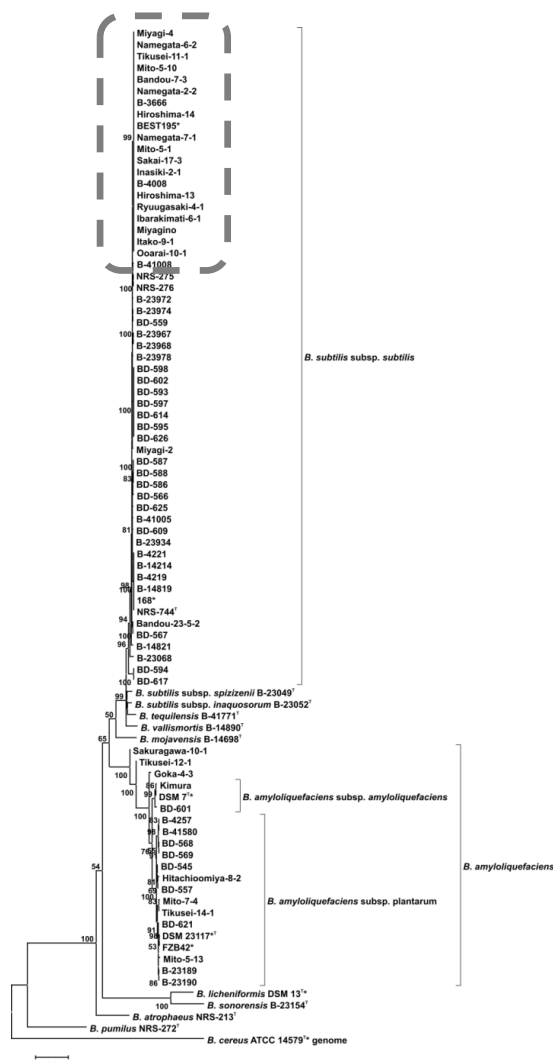 Miyagi-4
Namegata-6-2
Tikusei-11-1
Mito-5-10
Bandou-7-3
Namegata-2-2
B-3666
Hiroshima-14
BEST195*
99
Namegata-7-1
Mito-5-1
Sakai-17-3
Inasiki-2-1
B-4008
Hiroshima-13
Ryuugasaki-4-1
Ibarakimati-6-1
Miyagino
Itako-9-1
Ooarai-10-1
B-41008
NRS-275
100
NRS-276
B-23972
B-23974
BD-559
100
B-23967
B-23968
B-23978
B. subtilis subsp. subtilis
BD-598
BD-602
BD-593
BD-597
100
BD-614
BD-595
BD-626
Miyagi-2
100
BD-587
BD-588
83
BD-586
BD-566
BD-625
B-41005
81
BD-609
B-23934
B-4221
B-14214
B-4219
98
100
B-14819
168*
NRS-744ᵀ
94
Bandou-23-5-2
100
BD-567
96
B-14821
B-23068
BD-594
100
BD-617
99
B. subtilis subsp. spizizenii B-23049ᵀ
B. subtilis subsp. inaquosorum B-23052ᵀ
50
B. tequilensis B-41771ᵀ
B. vallismortis B-14890ᵀ
65
B. mojavensis B-14698ᵀ
Sakuragawa-10-1
Tikusei-12-1
100
Goka-4-3
100
86
Kimura
99
DSM 7ᵀ*
B. amyloliquefaciens subsp. amyloliquefaciens
BD-601
100
83
B-4257
98
B-41580
BD-568
76
65
BD-569
54
BD-545
B. amyloliquefaciens
81
Hitachioomiya-8-2
69
BD-557
100
83
Mito-7-4
B. amyloliquefaciens subsp. plantarum
Tikusei-14-1
91
BD-621
98
DSM 23117*ᵀ
100
53
FZB42*
Mito-5-13
B-23189
86
B-23190
B. licheniformis DSM 13ᵀ*
100
B. sonorensis B-23154ᵀ
B. atrophaeus NRS-213ᵀ
B. pumilus NRS-272ᵀ
B. cereus ATCC 14579ᵀ* genome